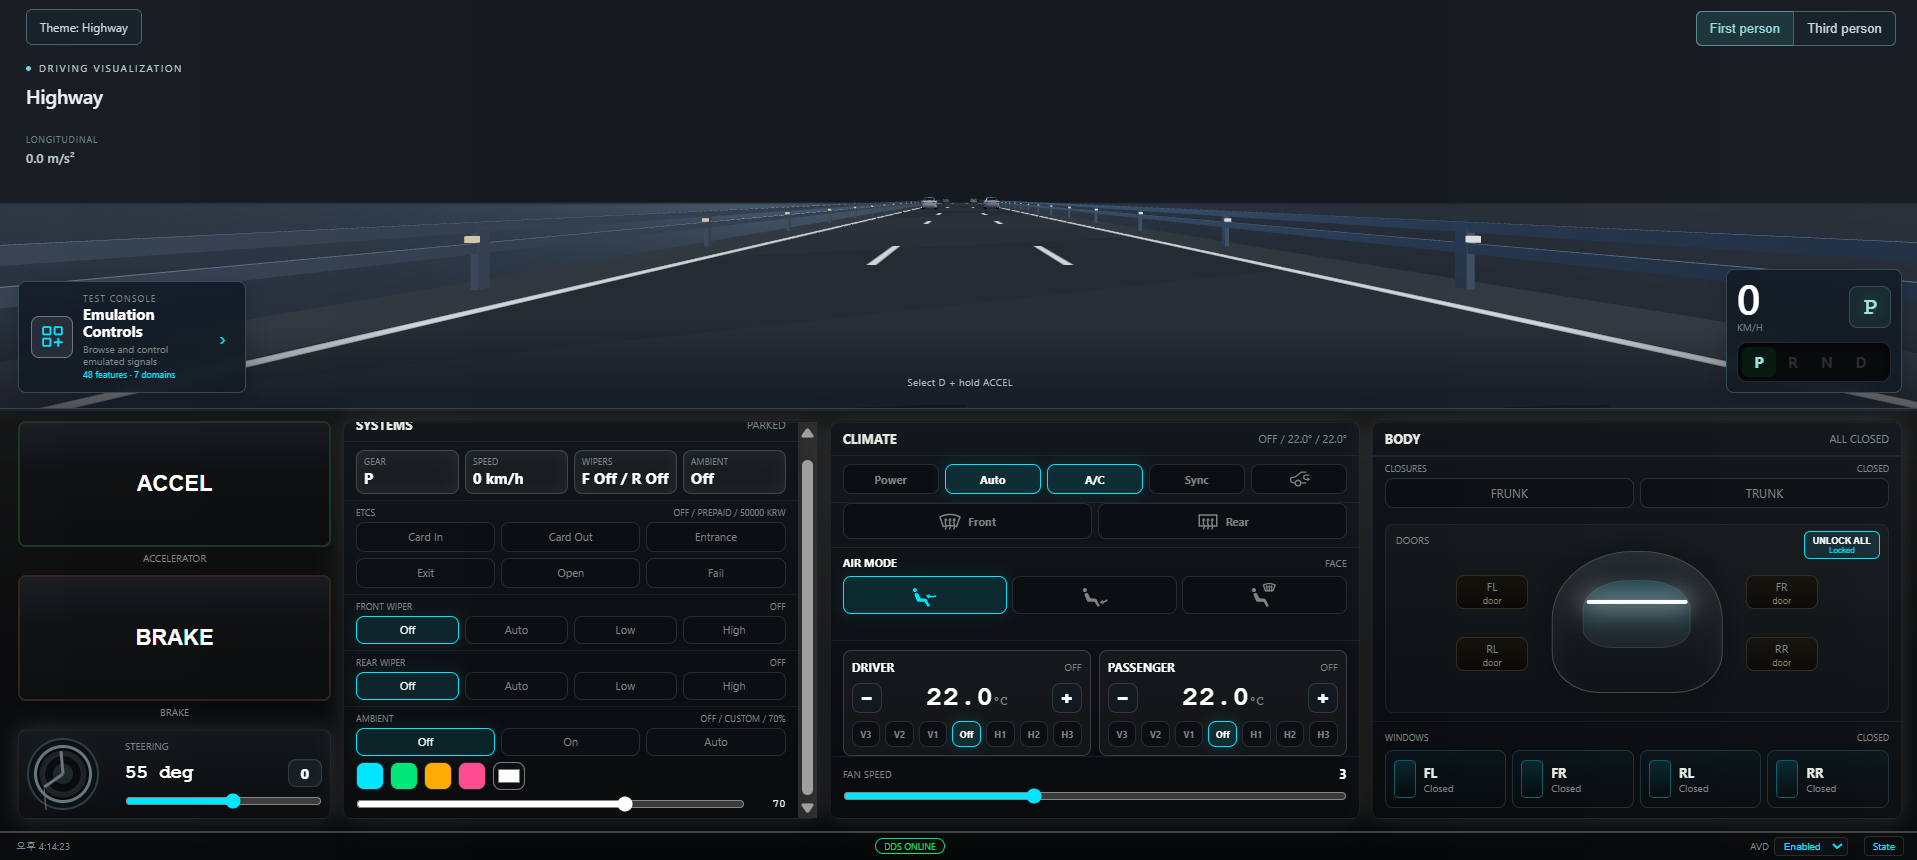 Theme: Highway
First person
Third person
DRIVING VISUALIZATION
Highway
LONGITUDINAL
0.0 m/s²
TEST CONSOLE
Emulation
Controls
Browse and control
emulated signals
48 features · 7 domains
Select D + hold ACCEL
0
KM/H
P
P R N D
ACCEL
ACCELERATOR
BRAKE
BRAKE
STEERING
55 deg
0
SYSTEMS
PARKED
GEAR
P
SPEED
0 km/h
WIPERS
F Off / R Off
AMBIENT
Off
ETCS
OFF / PREPAID / 50000 KRW
Card In
Card Out
Entrance
Exit
Open
Fail
FRONT WIPER
OFF
Off
Auto
Low
High
REAR WIPER
OFF
Off
Auto
Low
High
AMBIENT
OFF / CUSTOM / 70%
Off
On
Auto
70
CLIMATE
OFF / 22.0° / 22.0°
Power
Auto
A/C
Sync
Front
Rear
AIR MODE
FACE
DRIVER
OFF
− 22.0°C +
V3 V2 V1 Off H1 H2 H3
PASSENGER
OFF
− 22.0°C +
V3 V2 V1 Off H1 H2 H3
FAN SPEED
3
BODY
ALL CLOSED
CLOSURES
CLOSED
FRUNK
TRUNK
DOORS
UNLOCK ALL
Locked
FL
door
FR
door
RL
door
RR
door
WINDOWS
CLOSED
FL
Closed
FR
Closed
RL
Closed
RR
Closed
오후 4:14:23
DDS ONLINE
AVD
Enabled
State